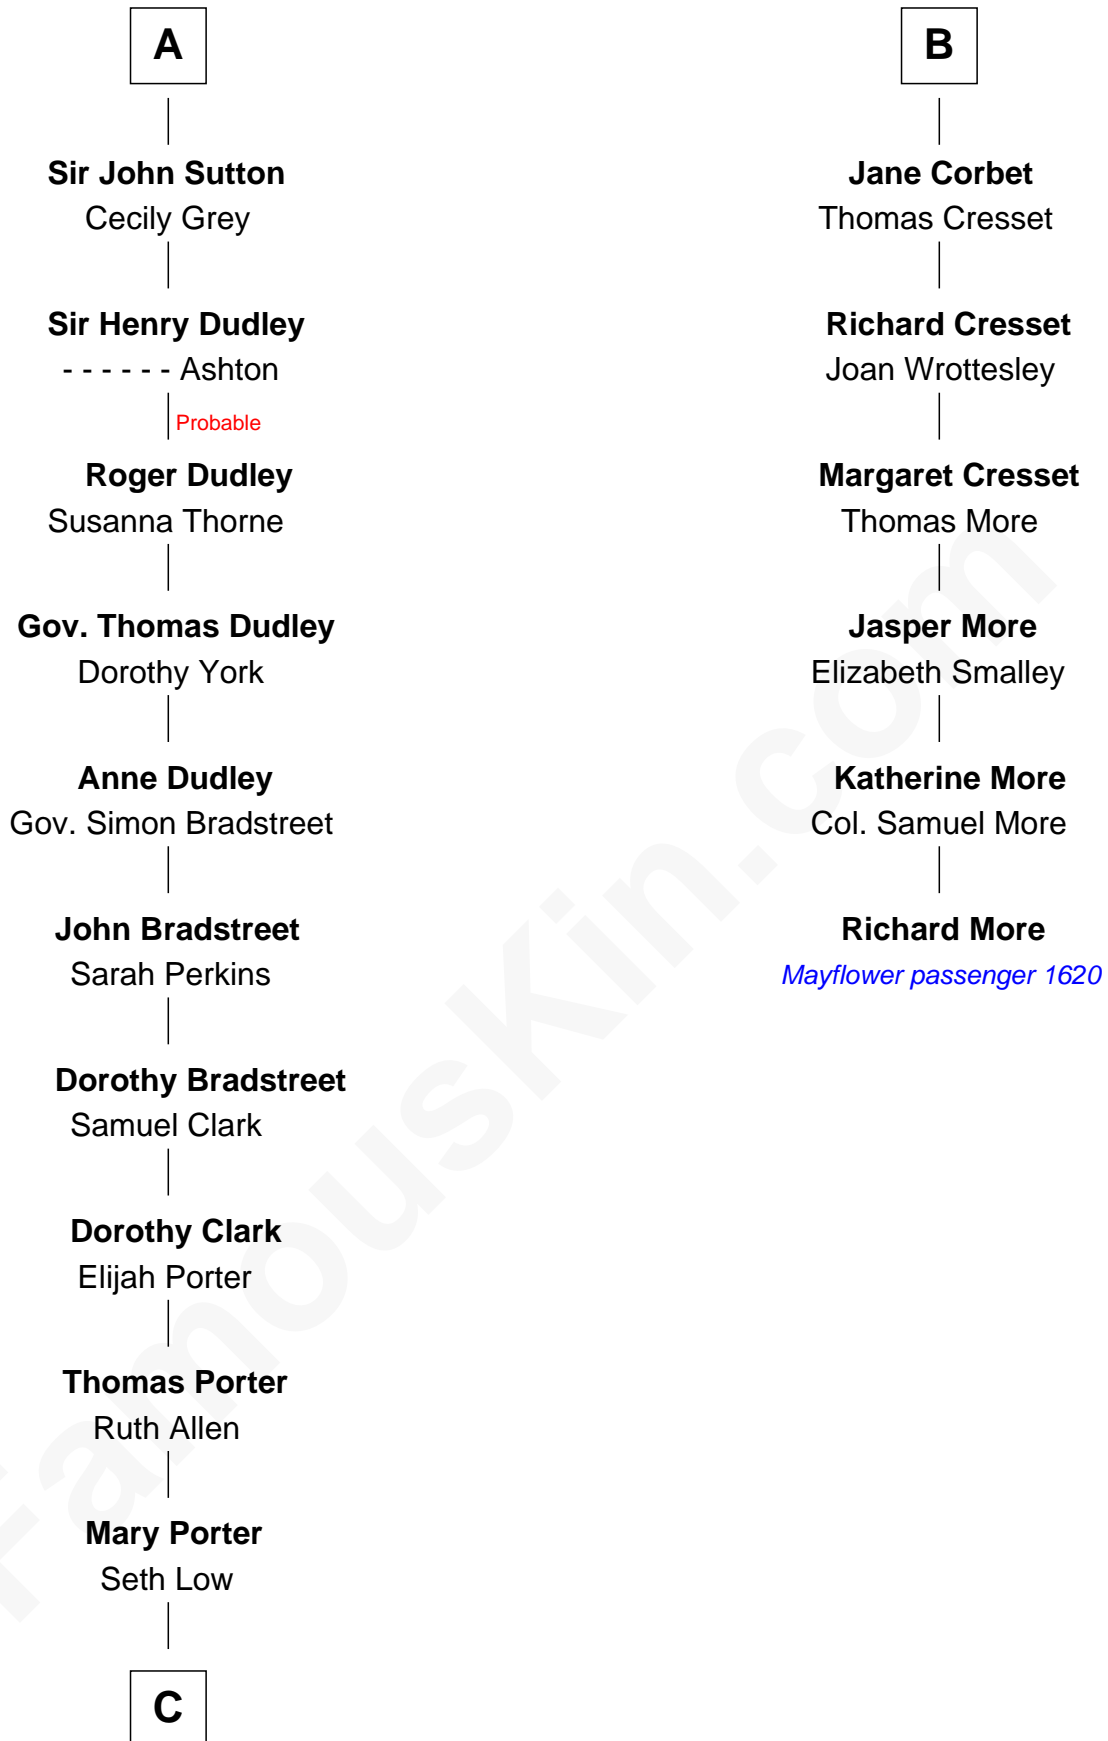 A
Sir John Sutton
Cecily Grey
Sir Henry Dudley
- - - - - - Ashton
Probable
Roger Dudley
Susanna Thorne
Gov. Thomas Dudley
Dorothy York
Anne Dudley
Gov. Simon Bradstreet
John Bradstreet
Sarah Perkins
Dorothy Bradstreet
Samuel Clark
Dorothy Clark
Elijah Porter
Thomas Porter
Ruth Allen
Mary Porter
Seth Low
C
B
Jane Corbet
Thomas Cresset
Richard Cresset
Joan Wrottesley
Margaret Cresset
Thomas More
Jasper More
Elizabeth Smalley
Katherine More
Col. Samuel More
Richard More
Mayflower passenger 1620
FamousKin.com